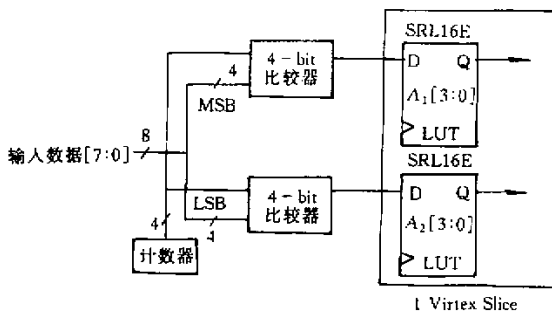 SRL16E
4-bit
比较器
D Q
4
MSB
A₁[3:0]
LUT
8
输入数据[7:0]
SRL16E
4-bit
比较器
D Q
LSB
4
4
A₂[3:0]
计数器
LUT
1 Virtex Slice